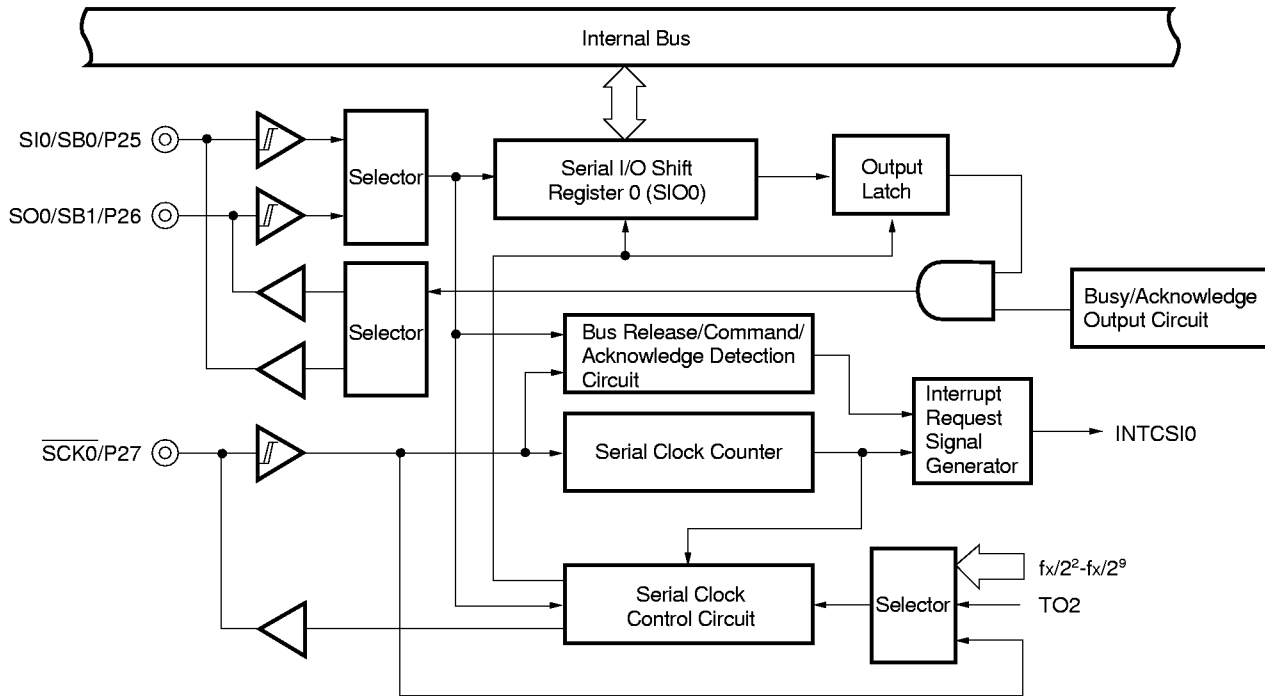 Internal Bus
SI0/SB0/P25
Selector
Serial I/O Shift
Register 0 (SIO0)
Output
Latch
SO0/SB1/P26
Selector
Busy/Acknowledge
Output Circuit
Bus Release/Command/
Acknowledge Detection
Circuit
Interrupt
Request
Signal
Generator
INTCSI0
SCK0/P27
Serial Clock Counter
Serial Clock
Control Circuit
Selector
fx/2²-fx/2⁹
TO2